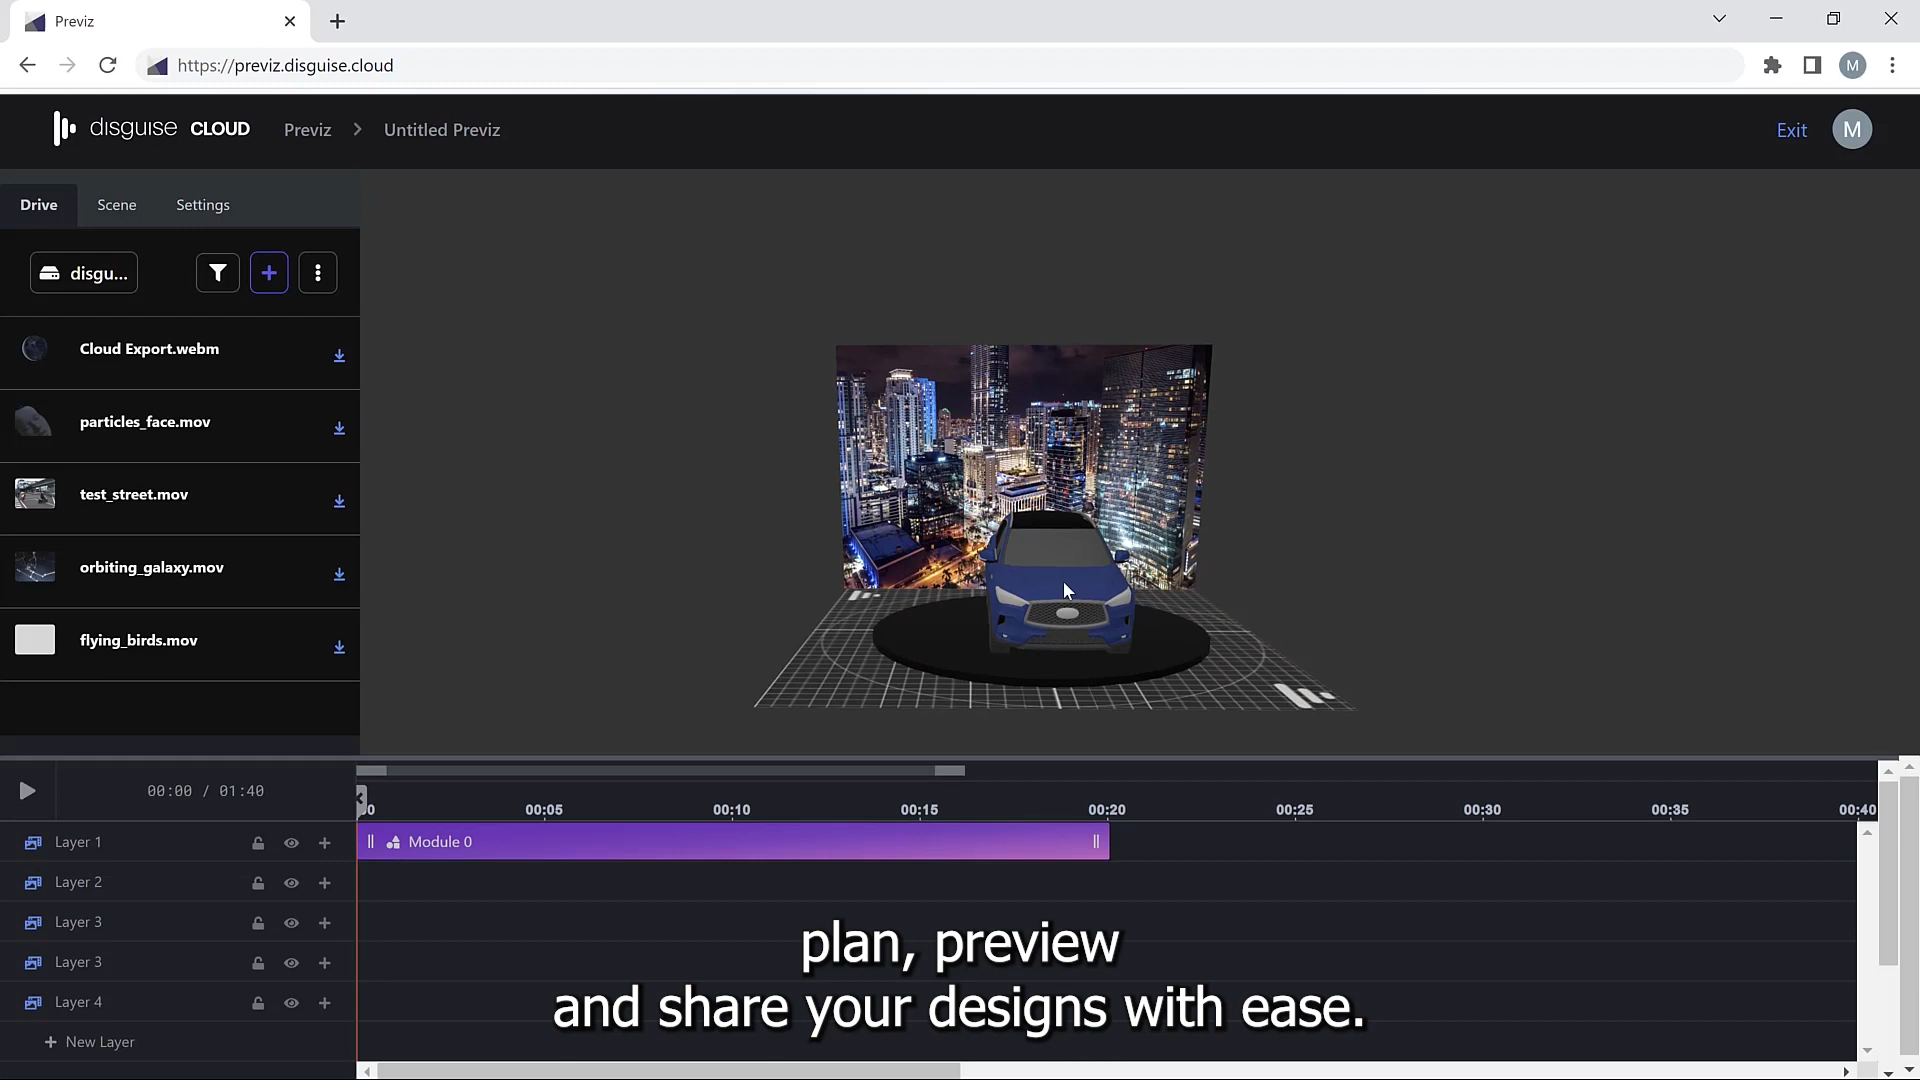 Previz
https://previz.disguise.cloud
M
disguise CLOUD
Previz
Untitled Previz
Exit
M
Drive
Scene
Settings
disgu...
Cloud Export.webm
particles_face.mov
test_street.mov
orbiting_galaxy.mov
flying_birds.mov
00:00 / 01:40
00:05
00:10
00:15
00:20
00:25
00:30
00:35
00:40
Layer 1
Module 0
Layer 2
Layer 3
Layer 3
Layer 4
New Layer
plan, preview
and share your designs with ease.